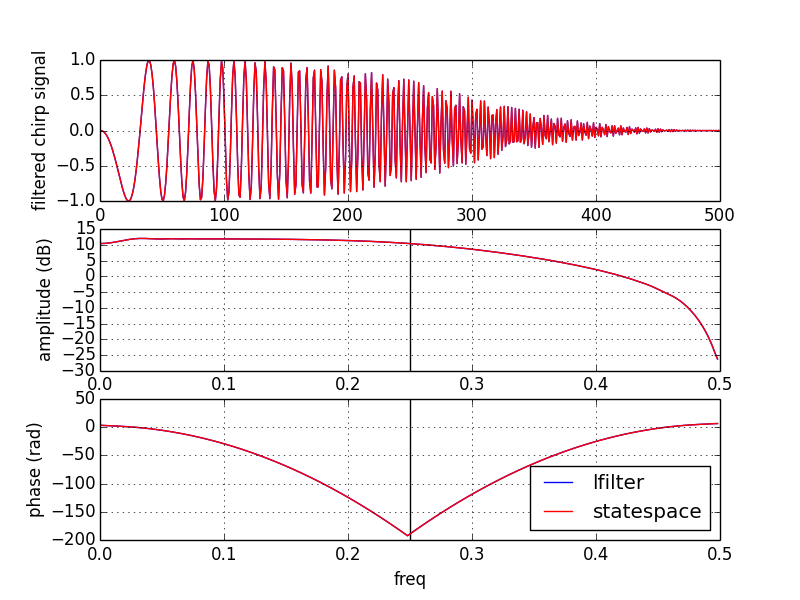 filtered chirp signal
1.0
0.5
0.0
−0.5
−1.0
0 100 200 300 400 500
amplitude (dB)
15
10
5
0
−5
−10
−15
−20
−25
−30
0.0 0.1 0.2 0.3 0.4 0.5
phase (rad)
50
0
−50
−100
−150
−200
lfilter
statespace
0.0 0.1 0.2 0.3 0.4 0.5
freq